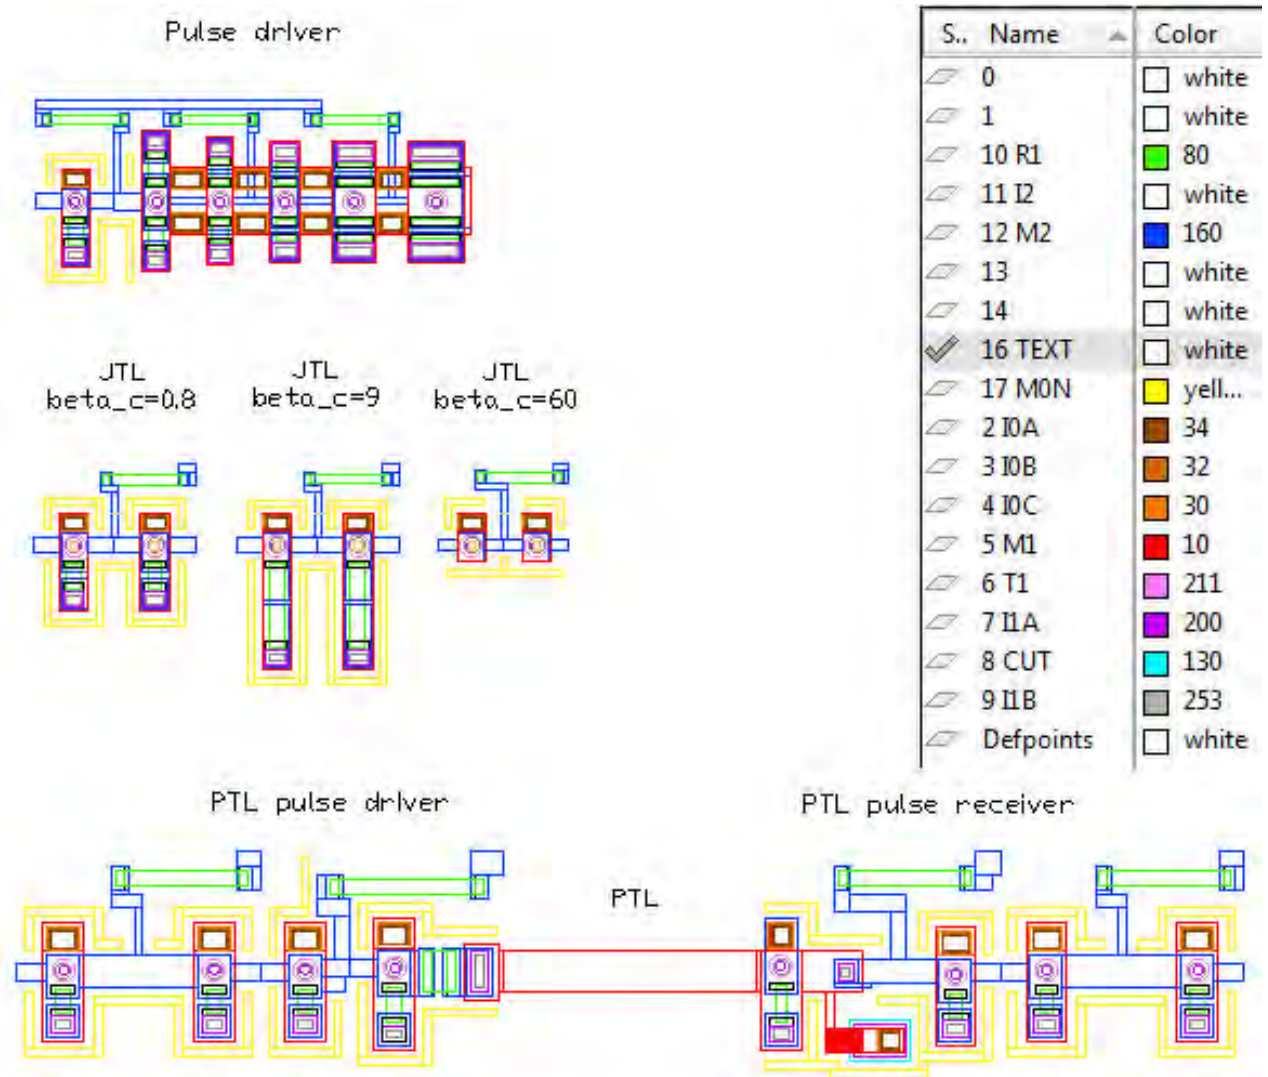 Pulse driver
S.. Name Color
0 white
1 white
10 R1 80
11 I2 white
12 M2 160
13 white
14 white
16 TEXT white
17 M0N yell...
2 I0A 34
3 I0B 32
4 I0C 30
5 M1 10
6 T1 211
7 I1A 200
8 CUT 130
9 I1B 253
Defpoints white
JTL
beta_c=0.8
JTL
beta_c=9
JTL
beta_c=60
PTL pulse driver
PTL pulse receiver
PTL